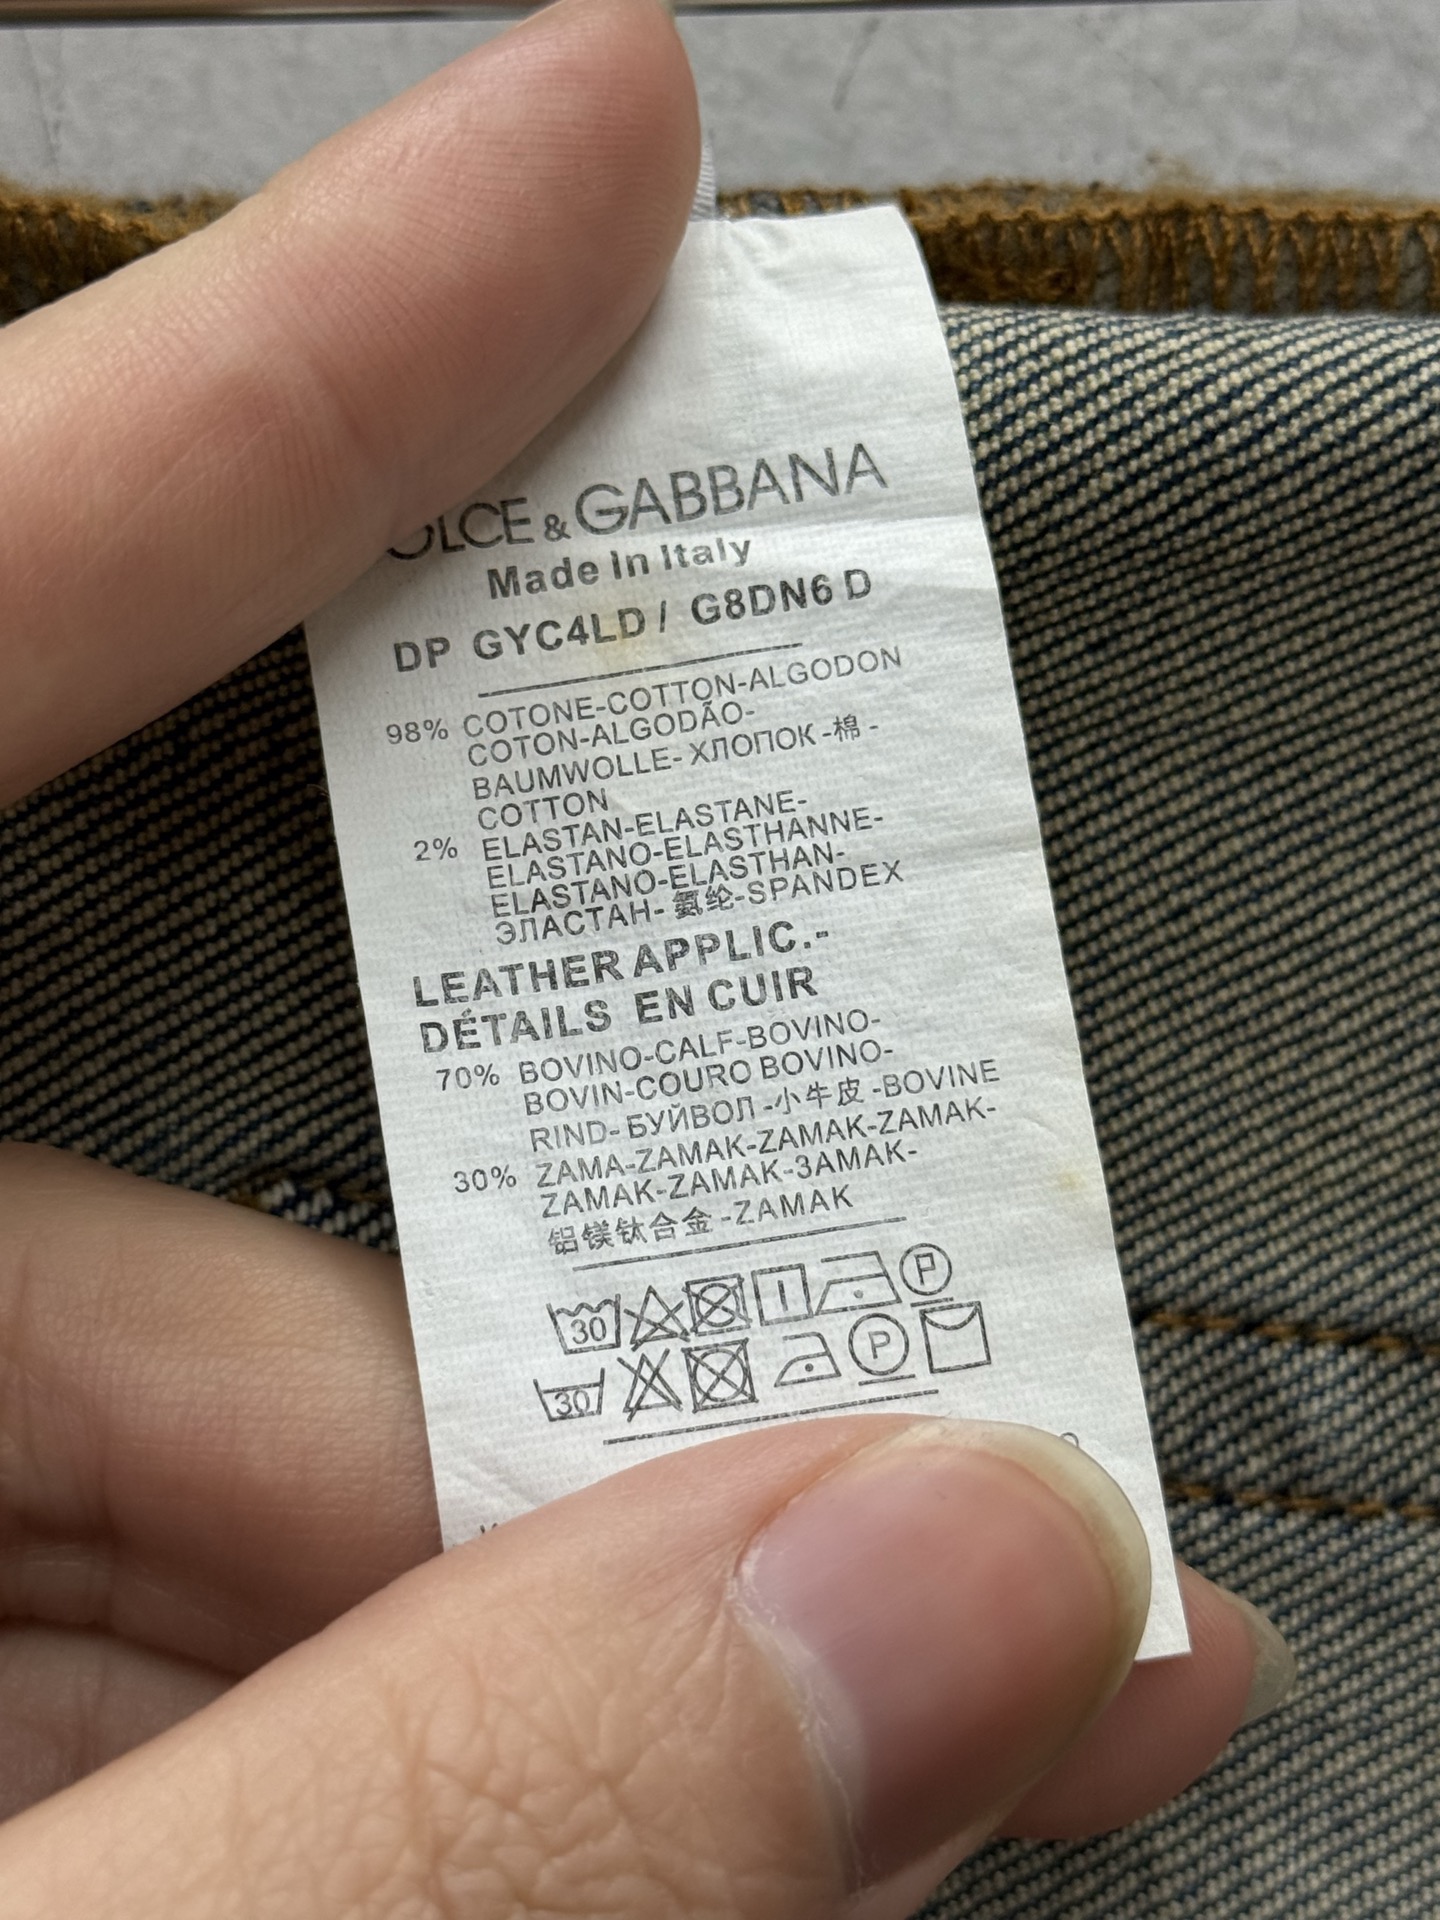 DOLCE & GABBANA
Made In Italy
DP GYC4LD / G8DN6 D
98% COTONE-COTTON-ALGODON
COTON-ALGODÃO-
BAUMWOLLE- ХЛОПОК -棉 -
COTTON
2% ELASTAN-ELASTANE-
ELASTANO-ELASTHANNE-
ELASTANO-ELASTHAN-
ЭЛАСТАН- 氨纶-SPANDEX
LEATHER APPLIC.-
DÉTAILS EN CUIR
70% BOVINO-CALF-BOVINO-
BOVIN-COURO BOVINO-
RIND- БУЙВОЛ -小牛皮 -BOVINE
30% ZAMA-ZAMAK-ZAMAK-ZAMAK-
ZAMAK-ZAMAK-ЗАМАК-
铝镁钛合金 -ZAMAK
30 P
30 P